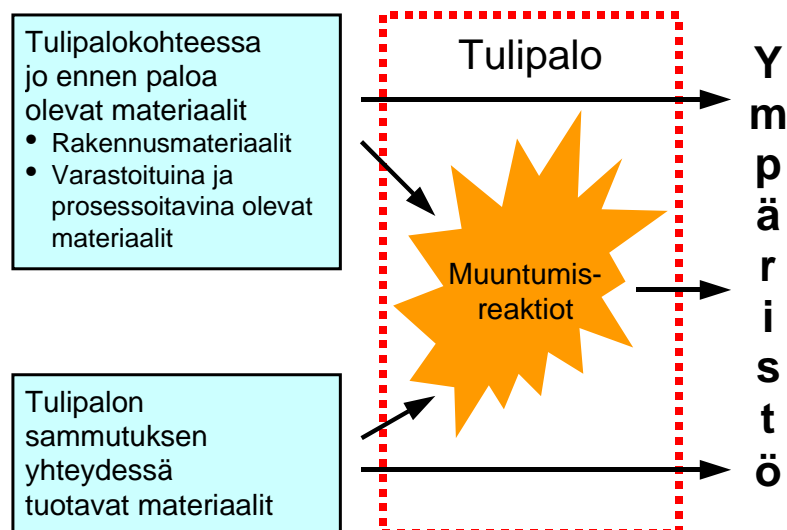 Tulipalokohteessa
jo ennen paloa
olevat materiaalit
• Rakennusmateriaalit
• Varastoituina ja
prosessoitavina olevat
materiaalit
Tulipalo
Muuntumis-
reaktiot
Tulipalon
sammutuksen
yhteydessä
tuotavat materiaalit
Ympäristö